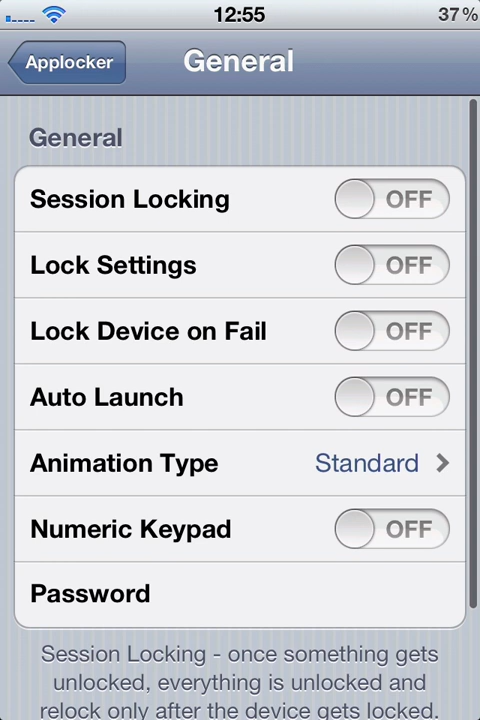 12:55
37%
Applocker
General
General
Session Locking OFF
Lock Settings OFF
Lock Device on Fail OFF
Auto Launch OFF
Animation Type Standard
Numeric Keypad OFF
Password
Session Locking - once something gets
unlocked, everything is unlocked and
relock only after the device gets locked.